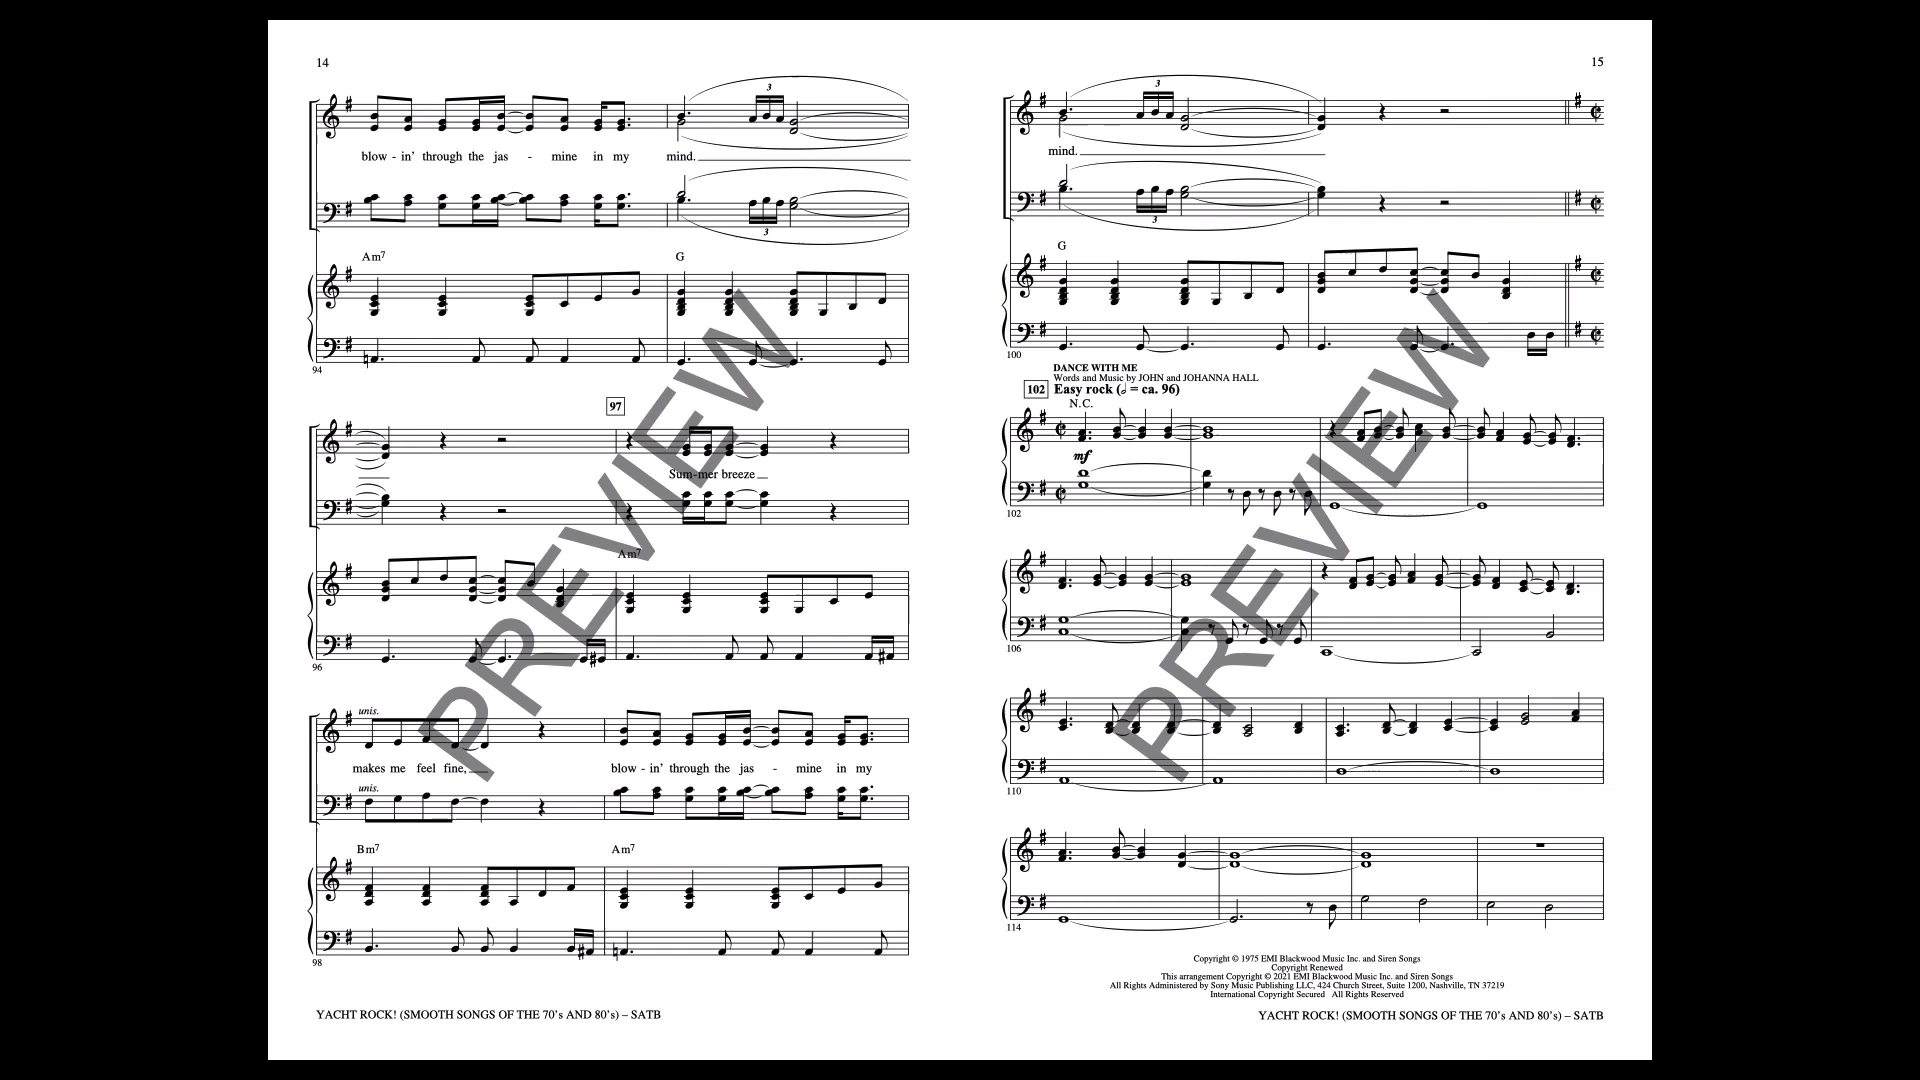 14
3
blow - in' through the jas - mine in my mind.
3
Am7 G
94
97
Sum-mer breeze
Am7
96
unis.
makes me feel fine, blow - in' through the jas - mine in my
unis.
Bm7 Am7
98
YACHT ROCK! (SMOOTH SONGS OF THE 70's AND 80's) – SATB
PREVIEW
15
3
mind.
3
G
100
DANCE WITH ME
Words and Music by JOHN and JOHANNA HALL
102 Easy rock (𝅗𝅥 = ca. 96)
N.C.
mf
102
106
110
114
Copyright © 1975 EMI Blackwood Music Inc. and Siren Songs
Copyright Renewed
This arrangement Copyright © 2021 EMI Blackwood Music Inc. and Siren Songs
All Rights Administered by Sony Music Publishing LLC, 424 Church Street, Suite 1200, Nashville, TN 37219
International Copyright Secured All Rights Reserved
YACHT ROCK! (SMOOTH SONGS OF THE 70's AND 80's) – SATB
PREVIEW